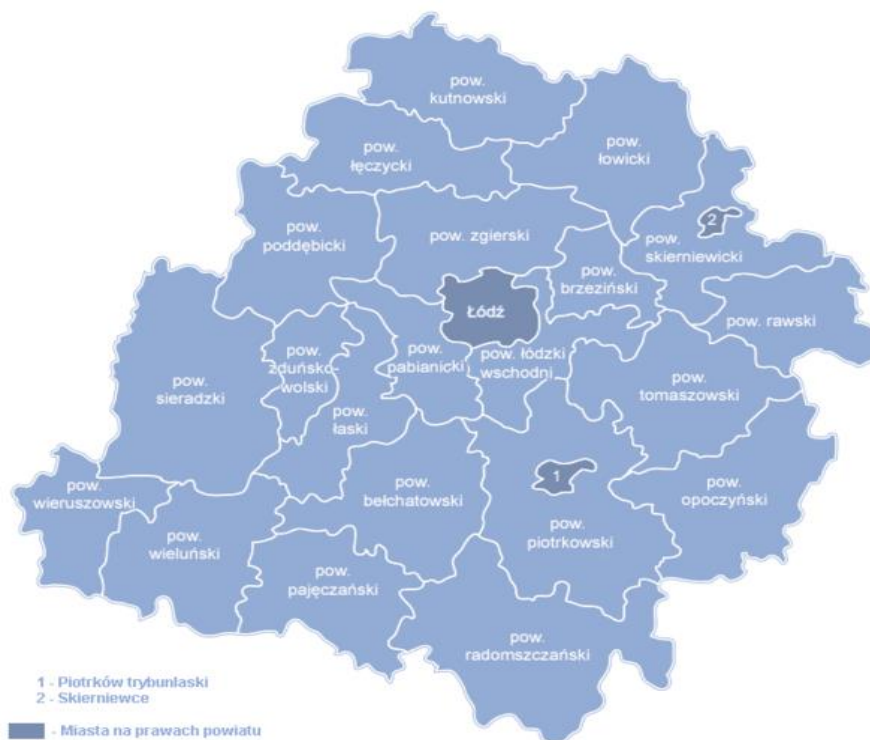 pow.
kutnowski
pow.
łęczycki
pow.
łowicki
pow.
poddębicki
pow. zgierski
2
pow.
skierniewicki
pow.
brzeziński
pow. rawski
Łódź
pow.
sieradzki
pow.
zduńsko-
wolski
pow.
pabianicki
pow. łódzki
wschodni
pow.
tomaszowski
pow.
łaski
pow.
wieruszowski
pow.
wieluński
pow.
bełchatowski
1
pow.
piotrkowski
pow.
opoczyński
pow.
pajęczański
pow.
radomszczański
1 - Piotrków trybunlaski
2 - Skierniewce
- Miasta na prawach powiatu